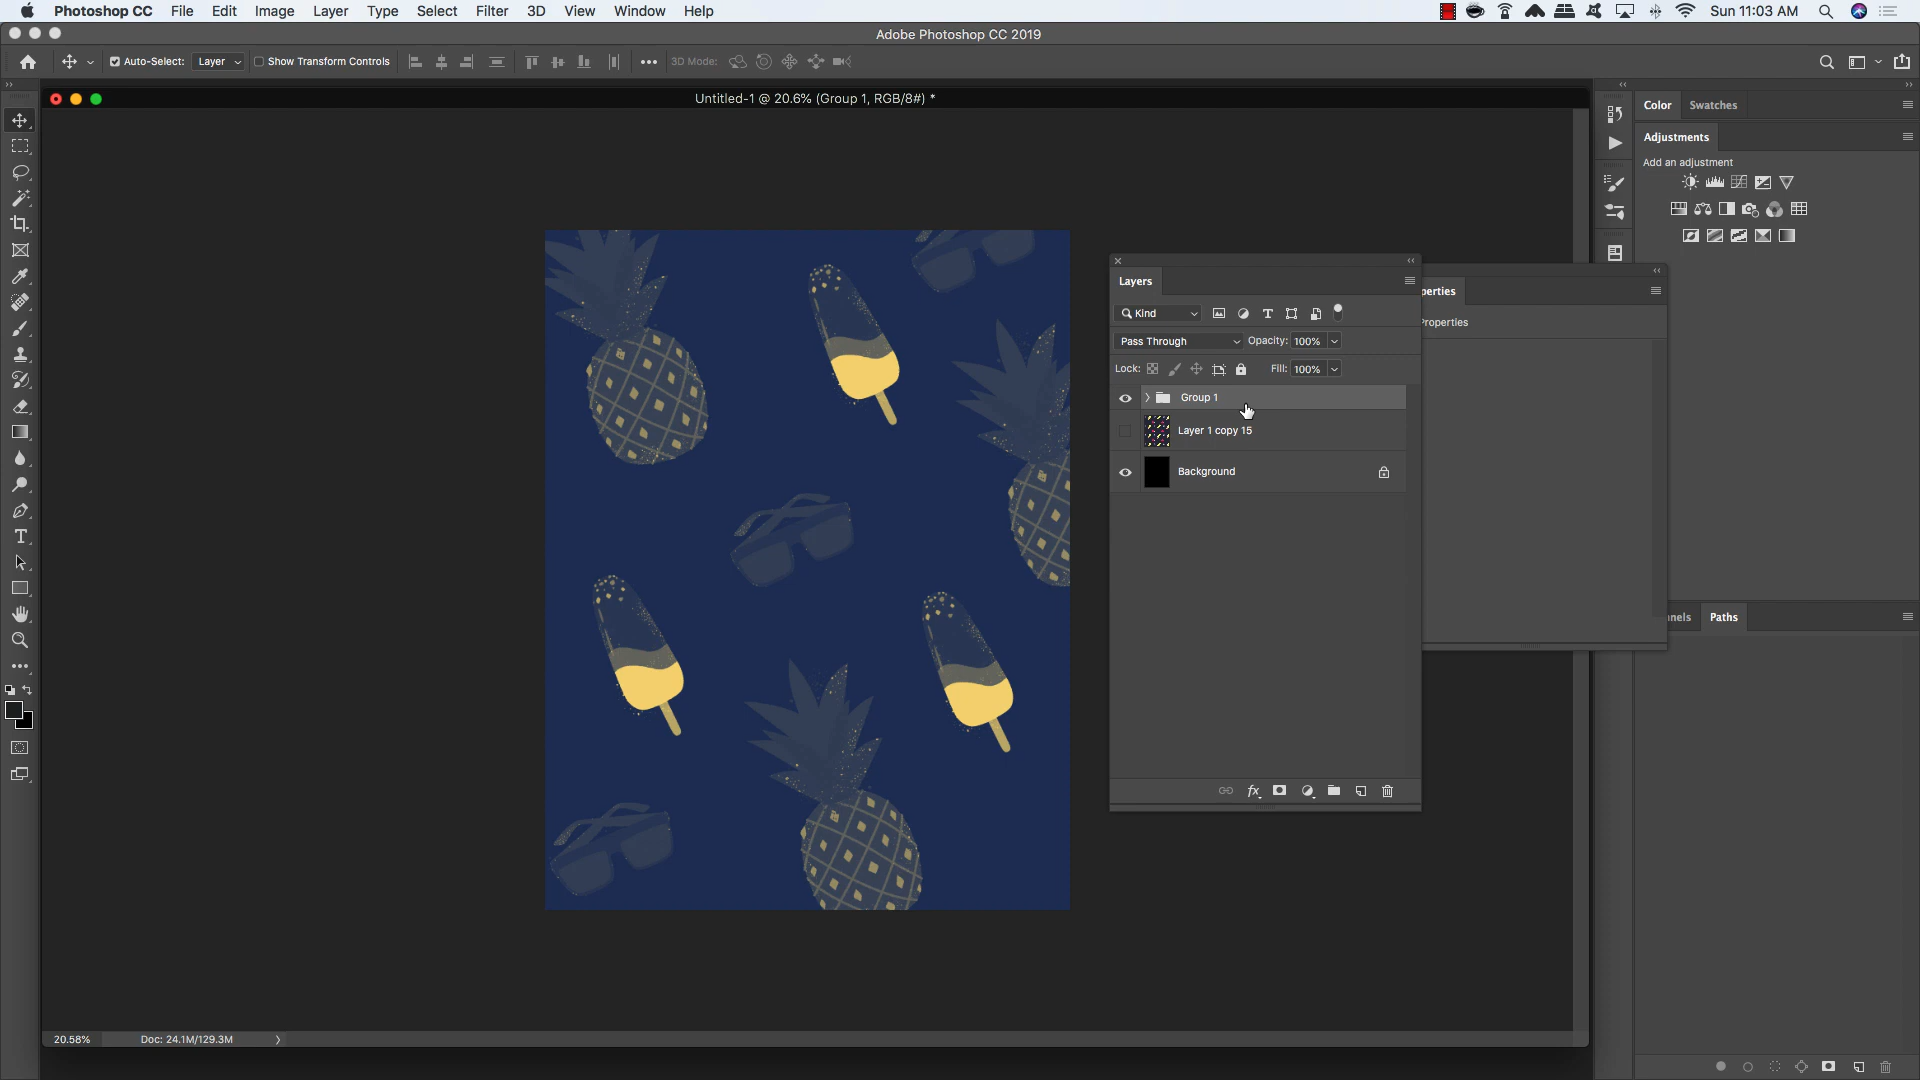 Photoshop CC File Edit Image Layer Type Select Filter 3D View Window Help Sun 11:03 AM
Adobe Photoshop CC 2019
Auto-Select: Layer Show Transform Controls 3D Mode:
Untitled-1 @ 20.6% (Group 1, RGB/8#) *
Color Swatches
Adjustments
Add an adjustment
Layers
perties
Kind
Properties
Pass Through Opacity: 100%
Lock: Fill: 100%
Group 1
Layer 1 copy 15
Background
nnels Paths
fx
20.58% Doc: 24.1M/129.3M